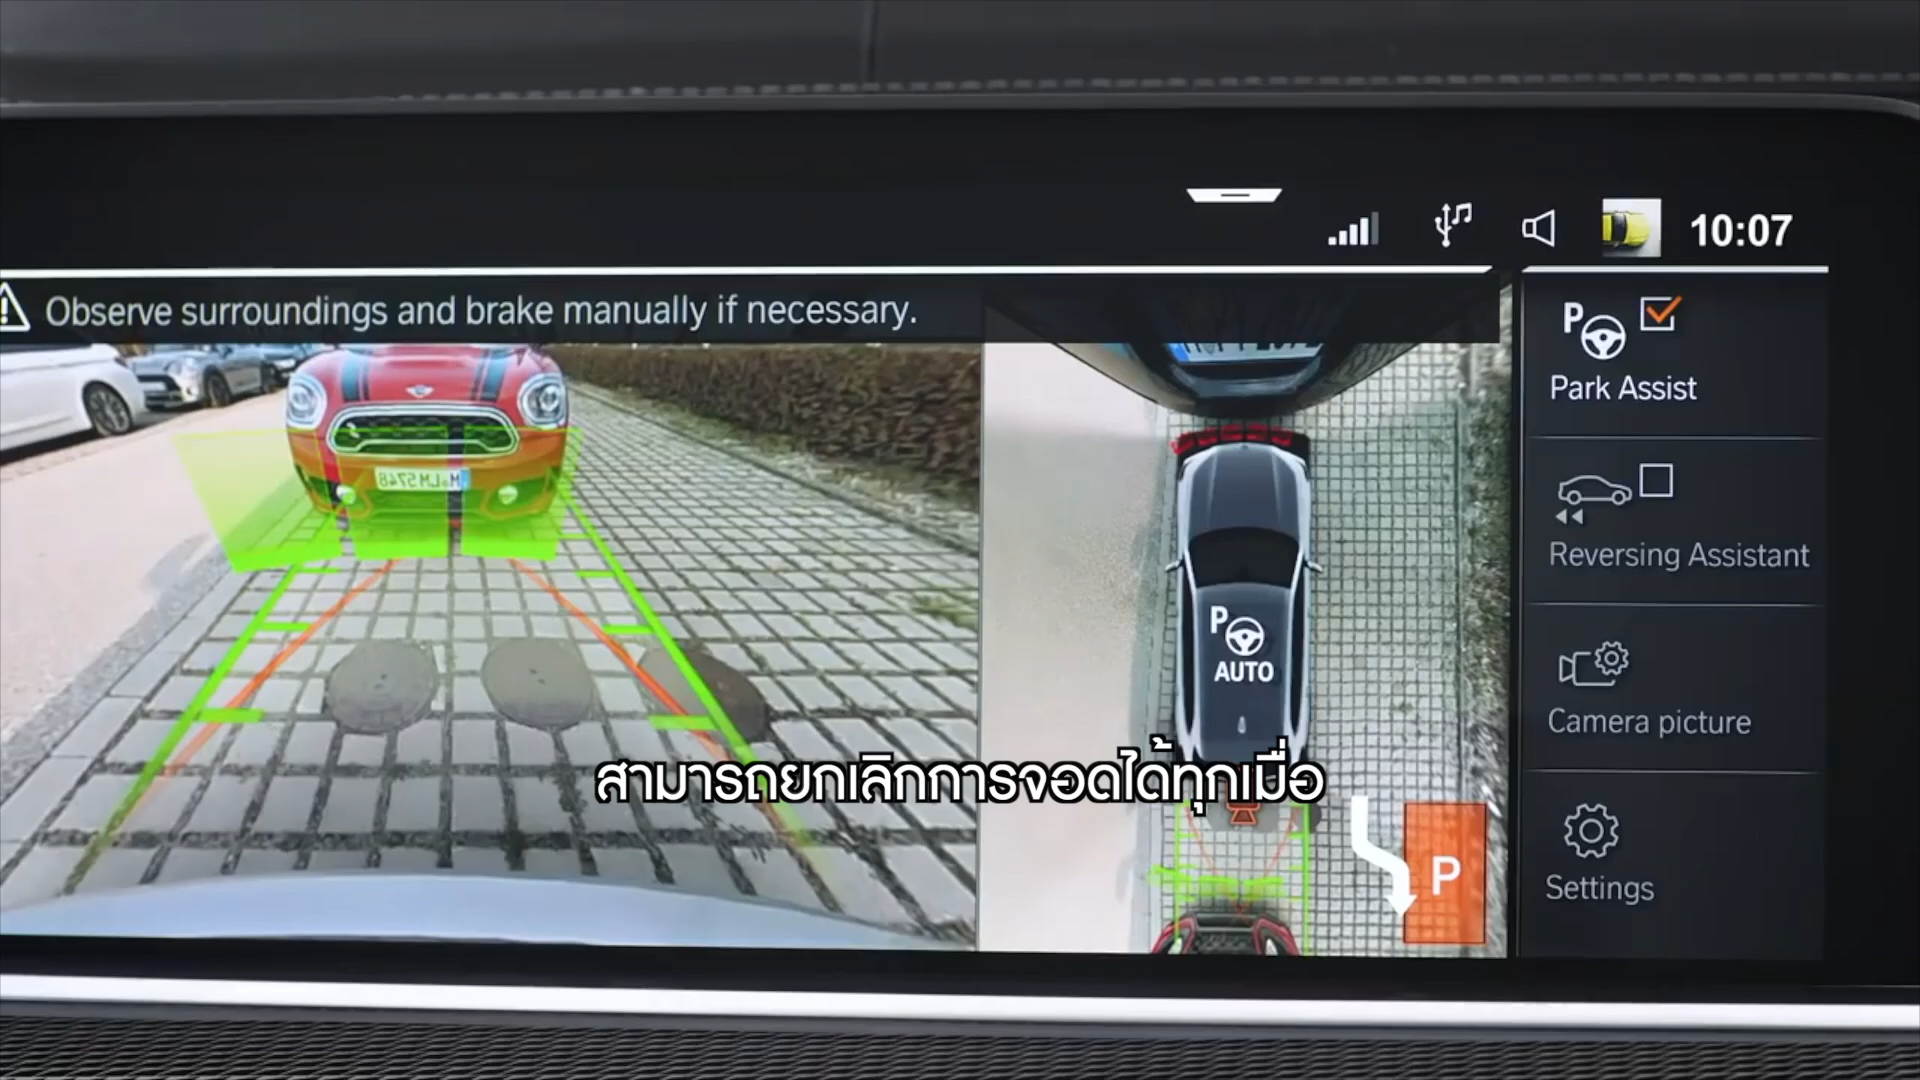 10:07
Observe surroundings and brake manually if necessary.
P
Park Assist
Reversing Assistant
P
AUTO
Camera picture
สามารถยกเลิกการจอดได้ทุกเมื่อ
P
Settings